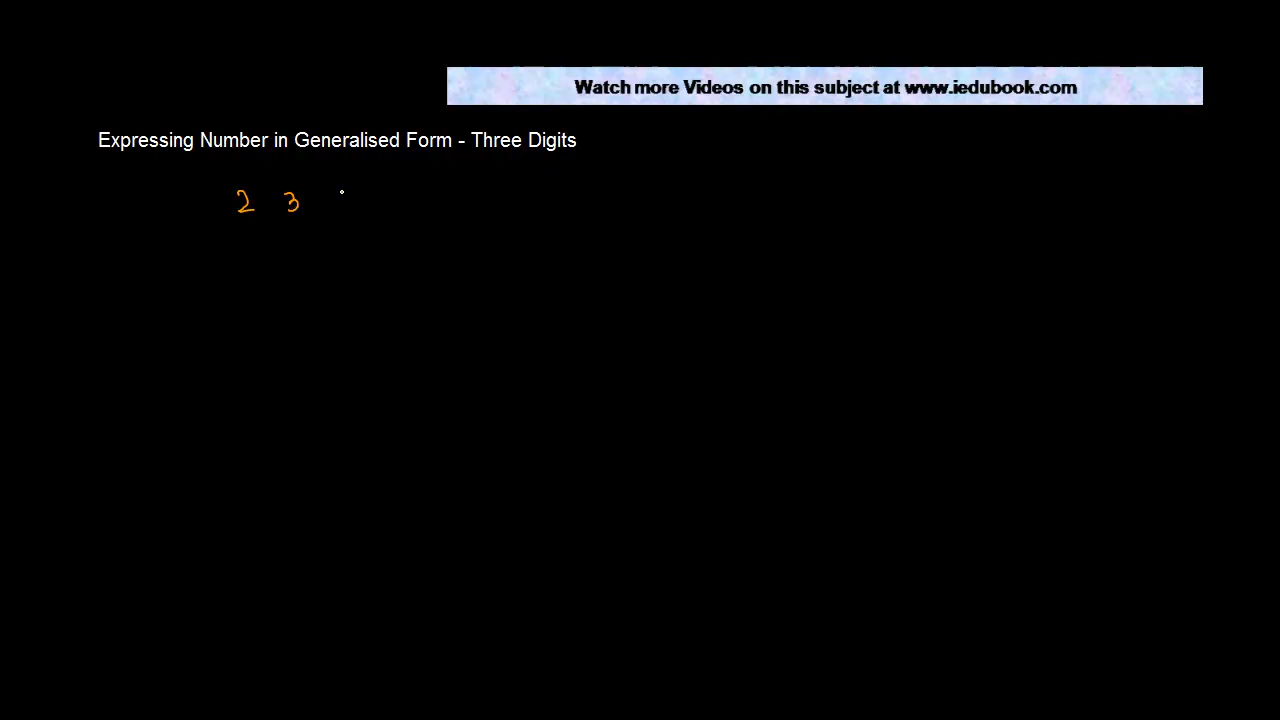 Watch more Videos on this subject at www.iedubook.com
Expressing Number in Generalised Form - Three Digits
2 3